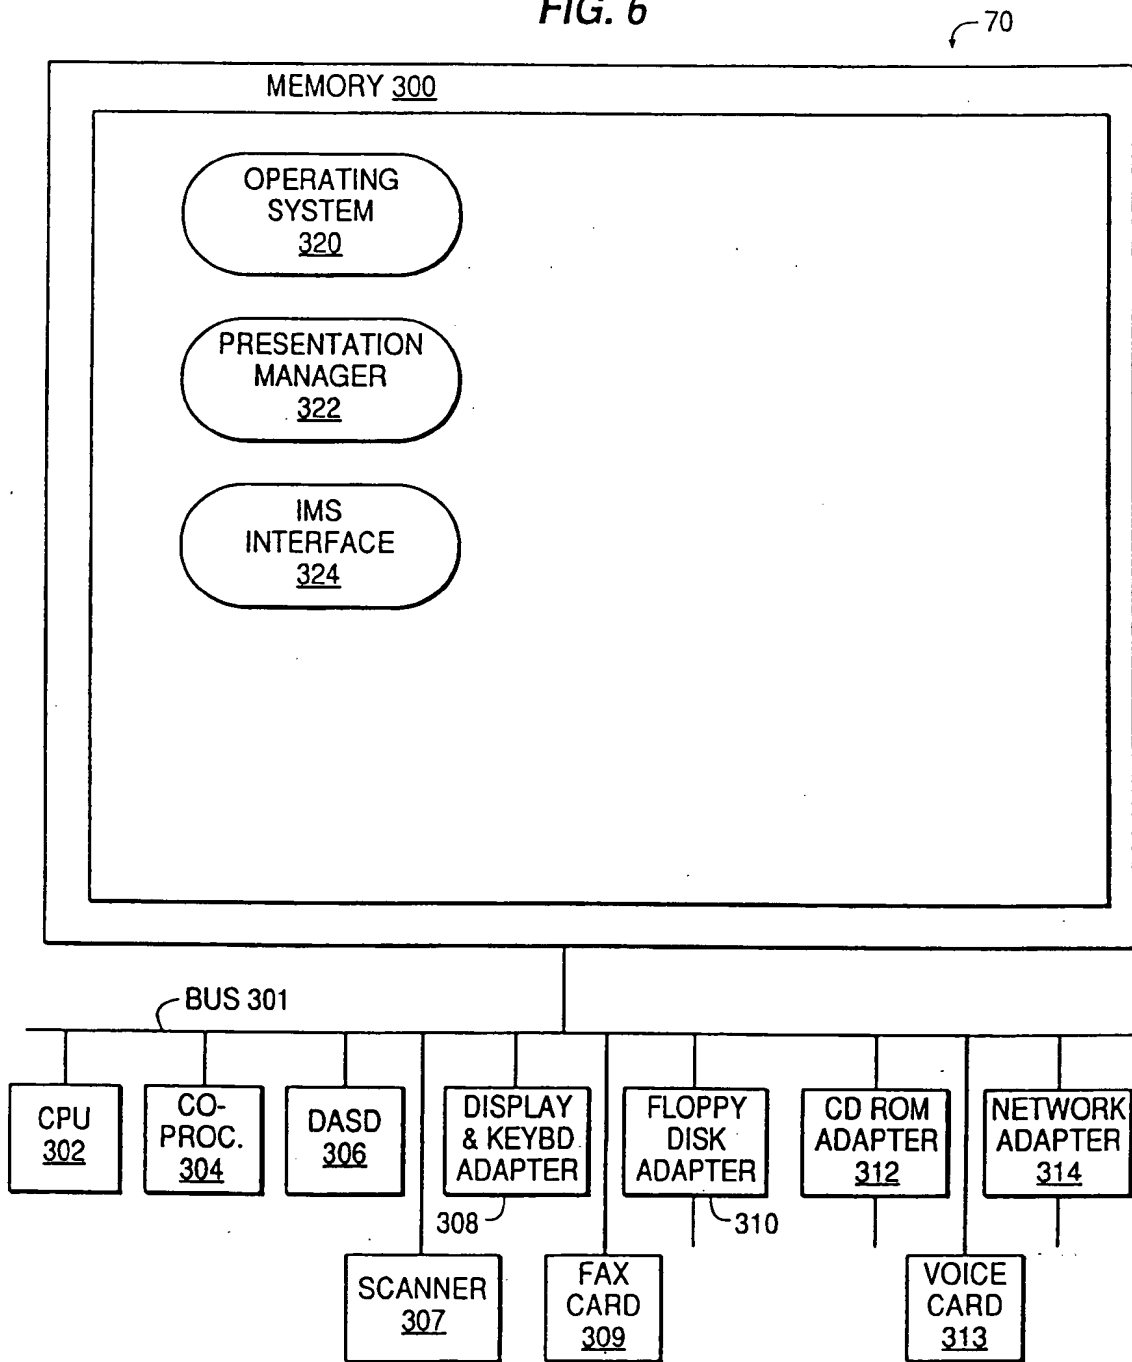 FIG. 6
70
MEMORY 300
OPERATING
SYSTEM
320
PRESENTATION
MANAGER
322
IMS
INTERFACE
324
BUS 301
CPU
302
CO-
PROC.
304
DASD
306
DISPLAY
& KEYBD
ADAPTER
308
FLOPPY
DISK
ADAPTER
310
CD ROM
ADAPTER
312
NETWORK
ADAPTER
314
SCANNER
307
FAX
CARD
309
VOICE
CARD
313